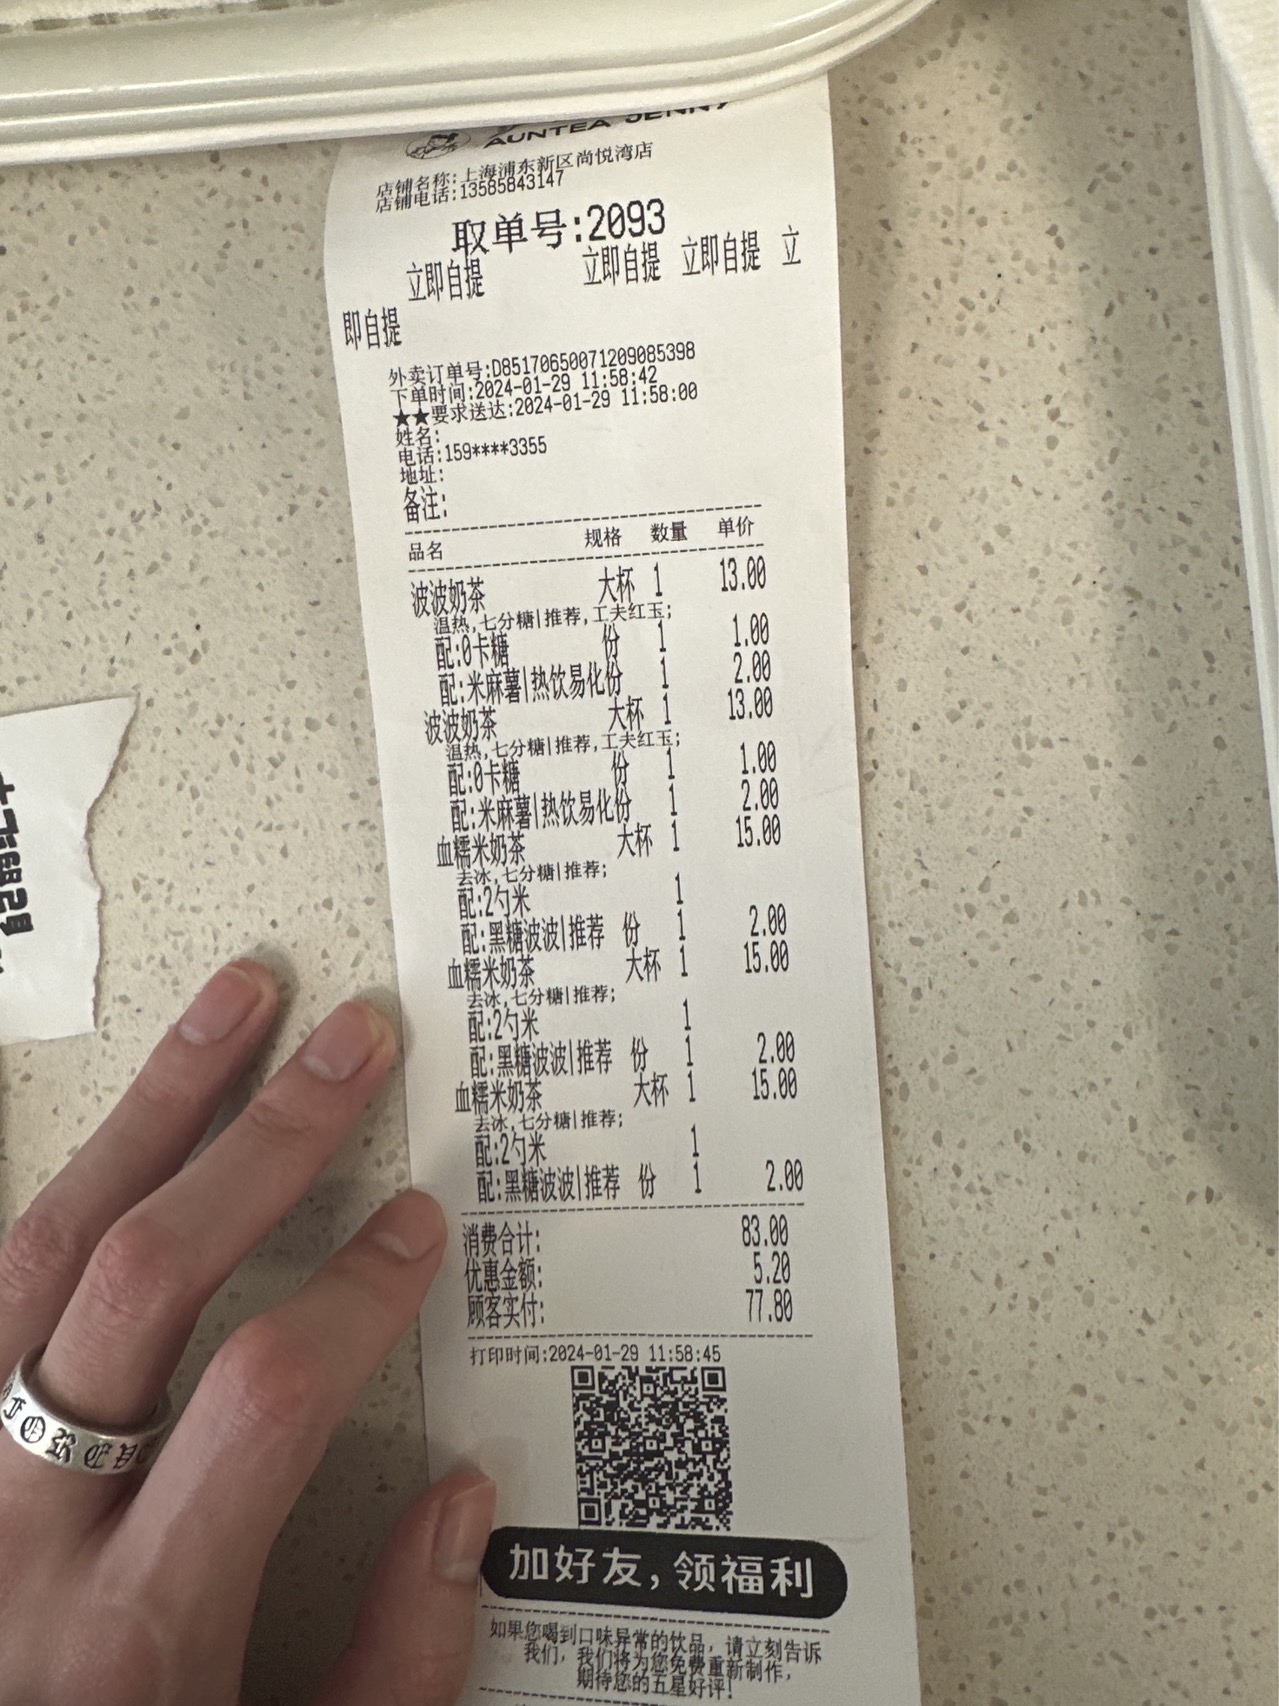 AUNTEA JENNY
店铺名称:上海浦东新区尚悦湾店
店铺电话:13585843147
取单号:2093
立即自提 立即自提 立即自提 立
即自提
外卖订单号:D85170650071209085398
下单时间:2024-01-29 11:58:42
★★要求送达:2024-01-29 11:58:00
姓名:
电话:159****3355
地址:
备注:
品名 规格 数量 单价
波波奶茶 大杯 1 13.00
温热,七分糖|推荐,工夫红玉;
配:0卡糖 份 1 1.00
配:米麻薯|热饮易化份 1 2.00
波波奶茶 大杯 1 13.00
温热,七分糖|推荐,工夫红玉;
配:0卡糖 份 1 1.00
配:米麻薯|热饮易化份 1 2.00
血糯米奶茶 大杯 1 15.00
去冰,七分糖|推荐;
配:2勺米 1
配:黑糖波波|推荐 份 1 2.00
血糯米奶茶 大杯 1 15.00
去冰,七分糖|推荐;
配:2勺米 1
配:黑糖波波|推荐 份 1 2.00
血糯米奶茶 大杯 1 15.00
去冰,七分糖|推荐;
配:2勺米 1
配:黑糖波波|推荐 份 1 2.00
消费合计: 83.00
优惠金额: 5.20
顾客实付: 77.80
打印时间:2024-01-29 11:58:45
加好友,领福利
如果您喝到口味异常的饮品,请立刻告诉
我们,我们将为您免费重新制作,
期待您的五星好评!